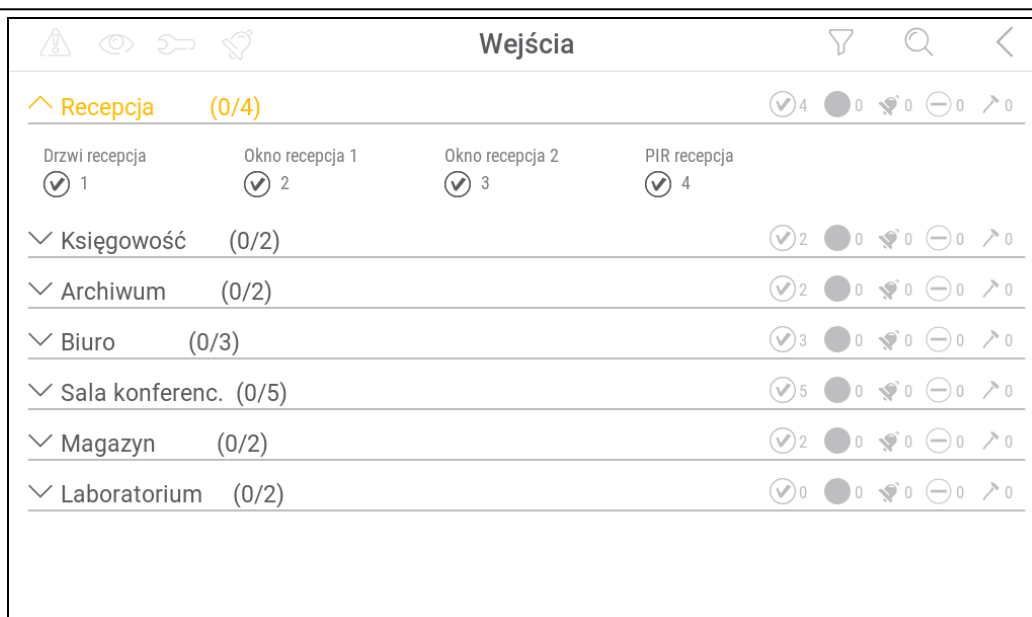 Wejścia
Recepcja (0/4) 4 0 0 0 0
Drzwi recepcja Okno recepcja 1 Okno recepcja 2 PIR recepcja
1 2 3 4
Księgowość (0/2) 2 0 0 0 0
Archiwum (0/2) 2 0 0 0 0
Biuro (0/3) 3 0 0 0 0
Sala konferenc. (0/5) 5 0 0 0 0
Magazyn (0/2) 2 0 0 0 0
Laboratorium (0/2) 0 0 0 0 0